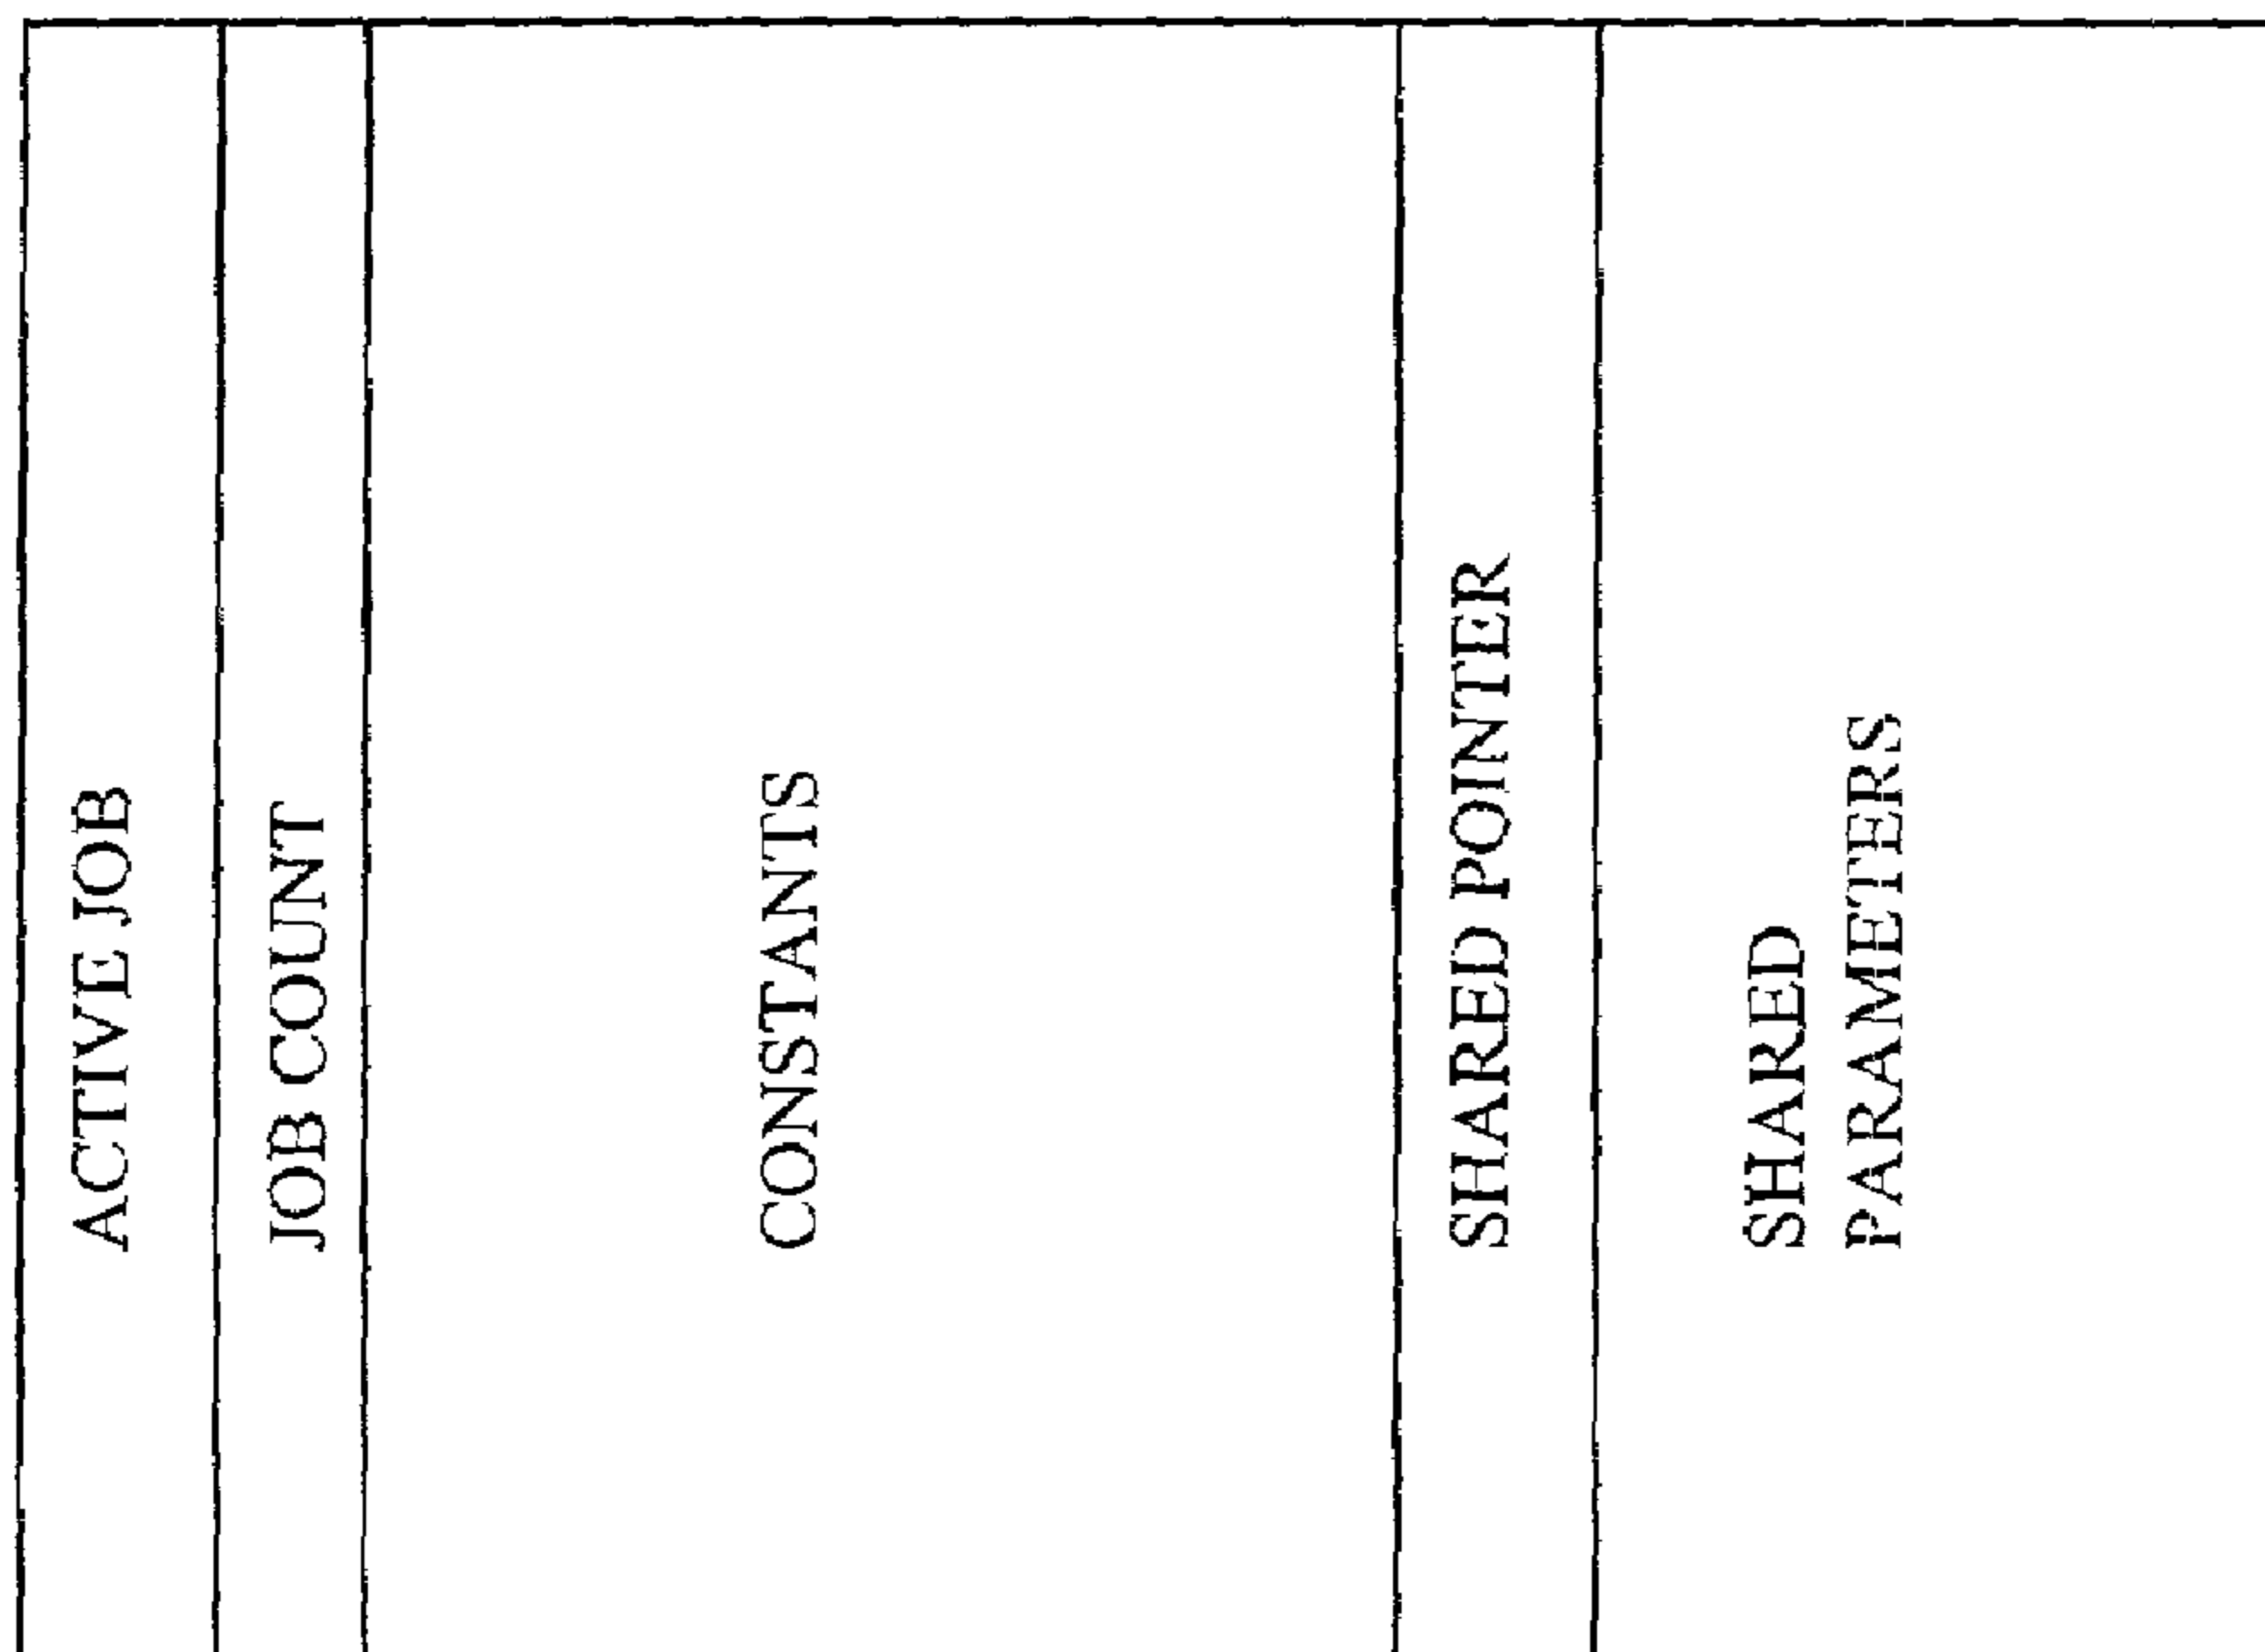 ACTIVE JOB
JOB COUNT
CONSTANTS
SHARED POINTER
SHARED
PARAMETERS